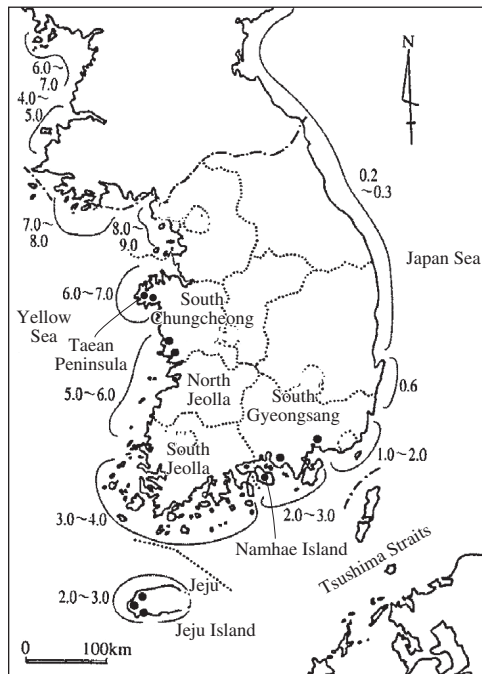 6.0～
7.0
4.0～
5.0
N
0.2
～0.3
7.0～
8.0
8.0～
9.0
Japan Sea
6.0～7.0
South
Chungcheong
Yellow
Sea
Taean
Peninsula
5.0～6.0
North
Jeolla
South
Gyeongsang
0.6
South
Jeolla
1.0～2.0
3.0～4.0
2.0～3.0
Namhae Island
Tsushima Straits
Jeju
2.0～3.0
Jeju Island
0
100km